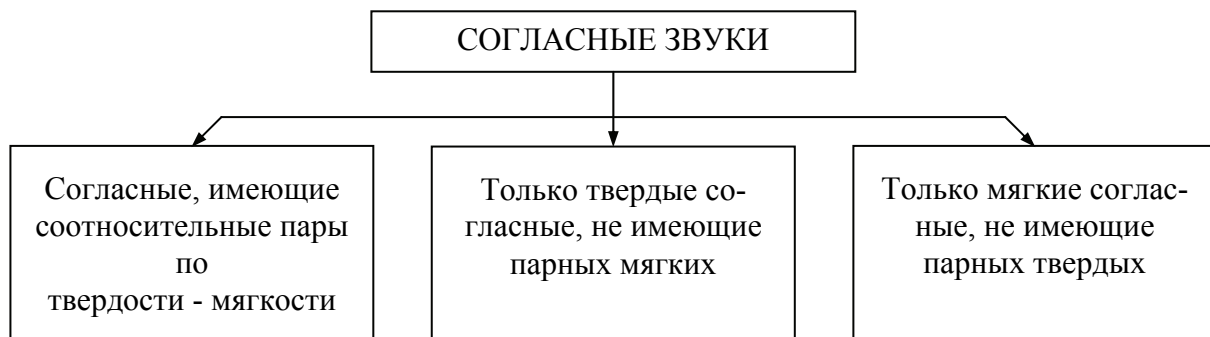 СОГЛАСНЫЕ ЗВУКИ
Согласные, имеющие
соотносительные пары
по
твердости - мягкости
Только твердые со-
гласные, не имеющие
парных мягких
Только мягкие соглас-
ные, не имеющие
парных твердых